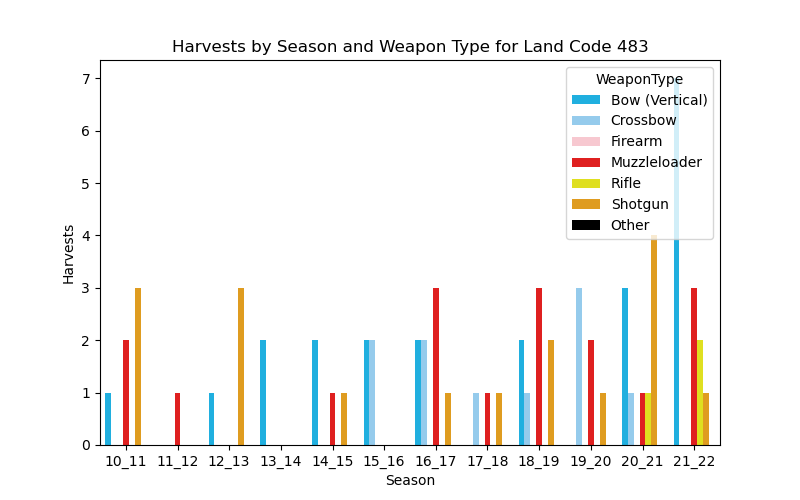 Harvests by Season and Weapon Type for Land Code 483
7
6
5
4
3
2
1
0
Harvests
WeaponType
Bow (Vertical)
Crossbow
Firearm
Muzzleloader
Rifle
Shotgun
Other
10_11 11_12 12_13 13_14 14_15 15_16 16_17 17_18 18_19 19_20 20_21 21_22
Season